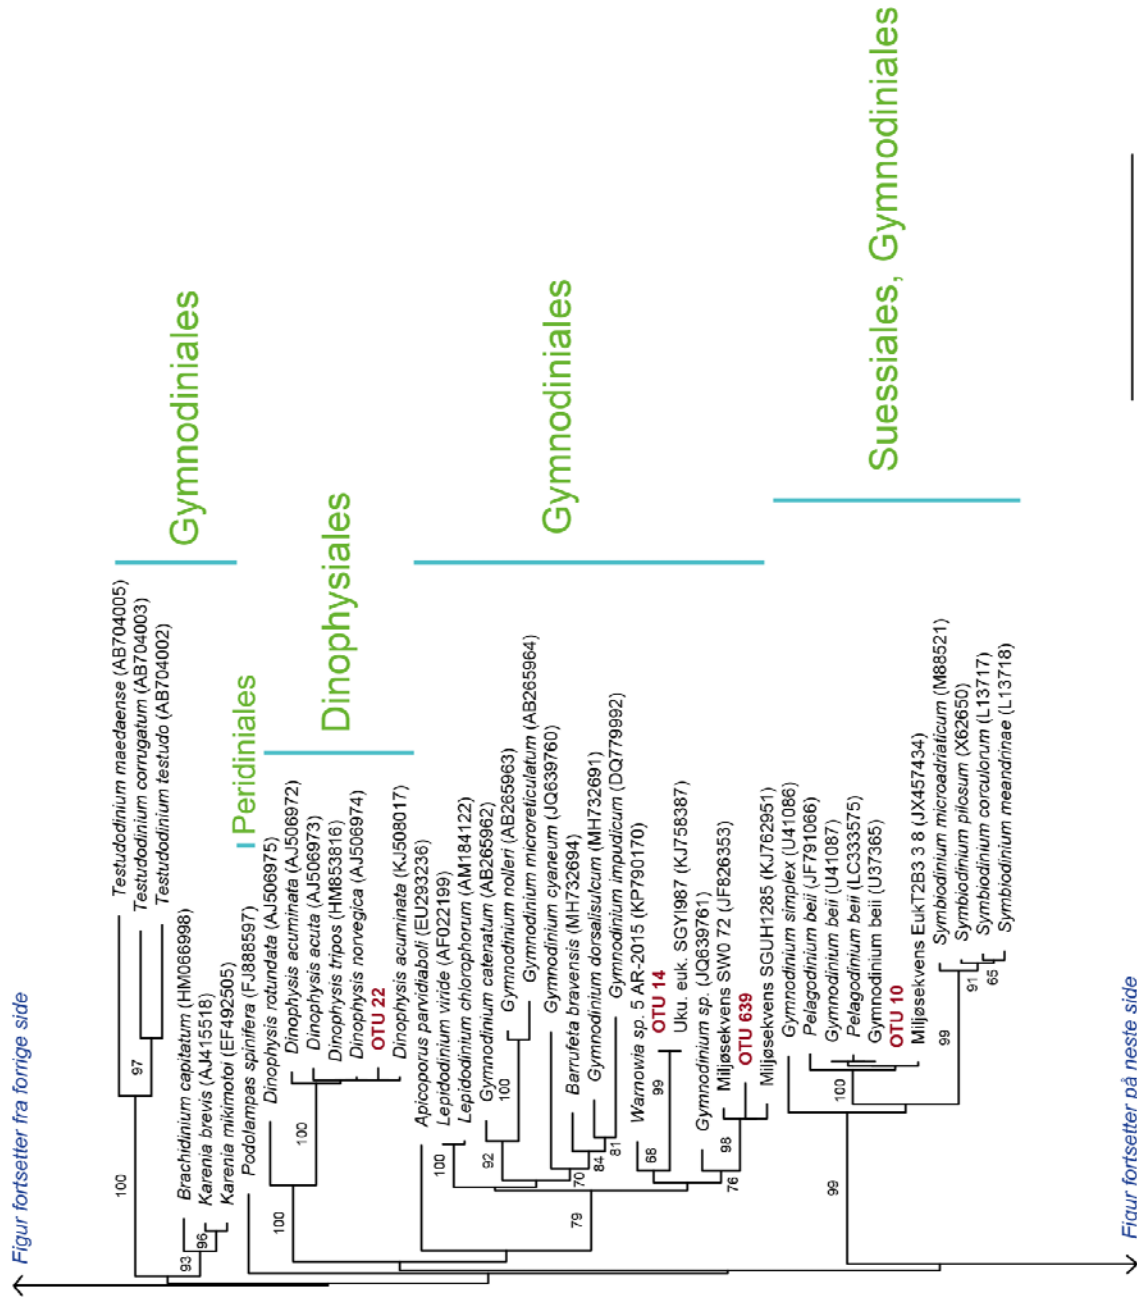 Figur fortsetter fra forrige side
Testudodinium maedaense (AB704005)
Testudodinium corrugatum (AB704003)
Testudodinium testudo (AB704002)
97
100
Gymnodiniales
Brachidinium capitatum (HM066998)
Karenia brevis (AJ415518)
Karenia mikimotoi (EF492505)
93
96
Podolampas spinifera (FJ888597)
Peridiniales
Dinophysis rotundata (AJ506975)
Dinophysis acuminata (AJ506972)
Dinophysis acuta (AJ506973)
Dinophysis tripos (HM853816)
Dinophysis norvegica (AJ506974)
OTU 22
Dinophysis acuminata (KJ508017)
100
100
Dinophysiales
Apicoporus parvidiaboli (EU293236)
Lepidodinium viride (AF022199)
Lepidodinium chlorophorum (AM184122)
100
Gymnodinium catenatum (AB265962)
Gymnodinium nolleri (AB265963)
Gymnodinium microreticulatum (AB265964)
92
100
Gymnodinium cyaneum (JQ639760)
Barrufeta bravensis (MH732694)
Gymnodinium dorsalisulcum (MH732691)
Gymnodinium impudicum (DQ779992)
70
84
81
79
Warnowia sp. 5 AR-2015 (KP790170)
OTU 14
Uku. euk. SGYI987 (KJ758387)
68
99
Gymnodinium sp. (JQ639761)
Miljøsekvens SW0 72 (JF826353)
OTU 639
Miljøsekvens SGUH1285 (KJ762951)
76
98
Gymnodiniales
Gymnodinium simplex (U41086)
Pelagodinium beii (JF791066)
Gymnodinium beii (U41087)
Pelagodinium beii (LC333575)
Gymnodinium beii (U37365)
OTU 10
Miljøsekvens EukT2B3 3 8 (JX457434)
100
99
Symbiodinium microadriaticum (M88521)
Symbiodinium pilosum (X62650)
Symbiodinium corculorum (L13717)
Symbiodinium meandrinae (L13718)
99
91
65
Suessiales, Gymnodiniales
Figur fortsetter på neste side